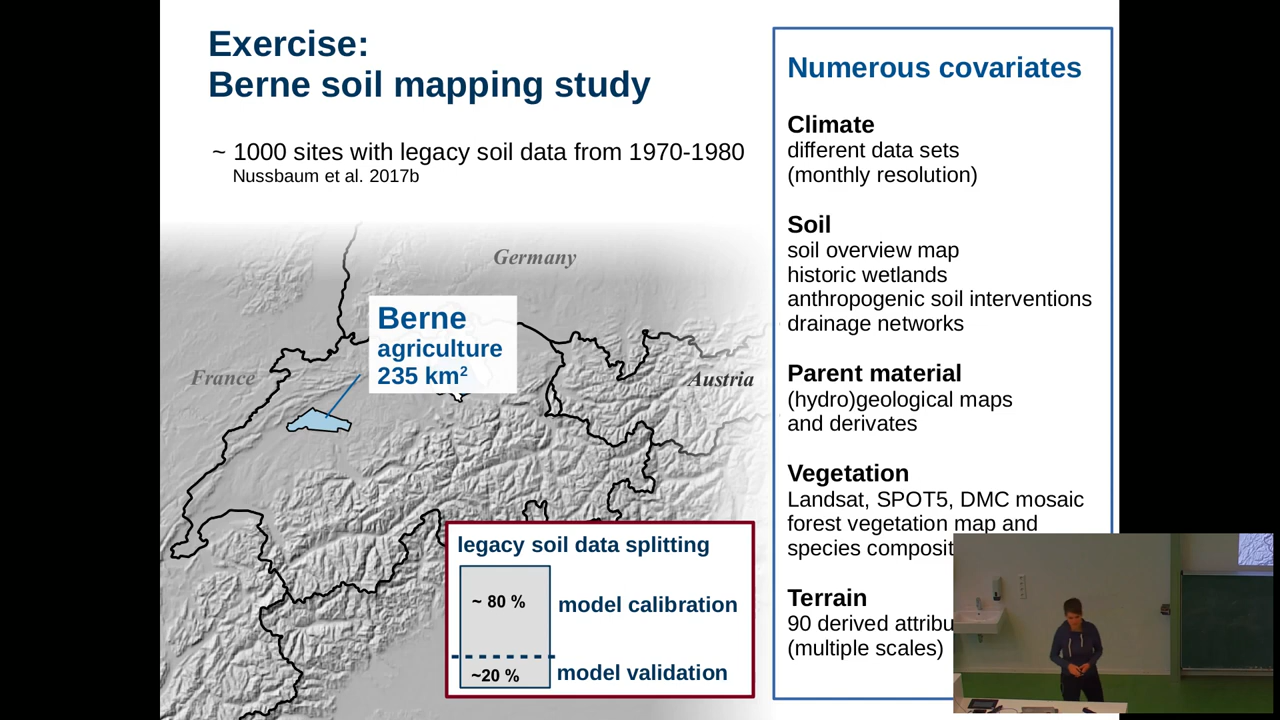 Exercise:
Berne soil mapping study
~ 1000 sites with legacy soil data from 1970-1980
Nussbaum et al. 2017b
Germany
Berne
agriculture
235 km²
France
Austria
legacy soil data splitting
~ 80 %
model calibration
~20 %
model validation
Numerous covariates
Climate
different data sets
(monthly resolution)
Soil
soil overview map
historic wetlands
anthropogenic soil interventions
drainage networks
Parent material
(hydro)geological maps
and derivates
Vegetation
Landsat, SPOT5, DMC mosaic
forest vegetation map and
species composit
Terrain
90 derived attribu
(multiple scales)